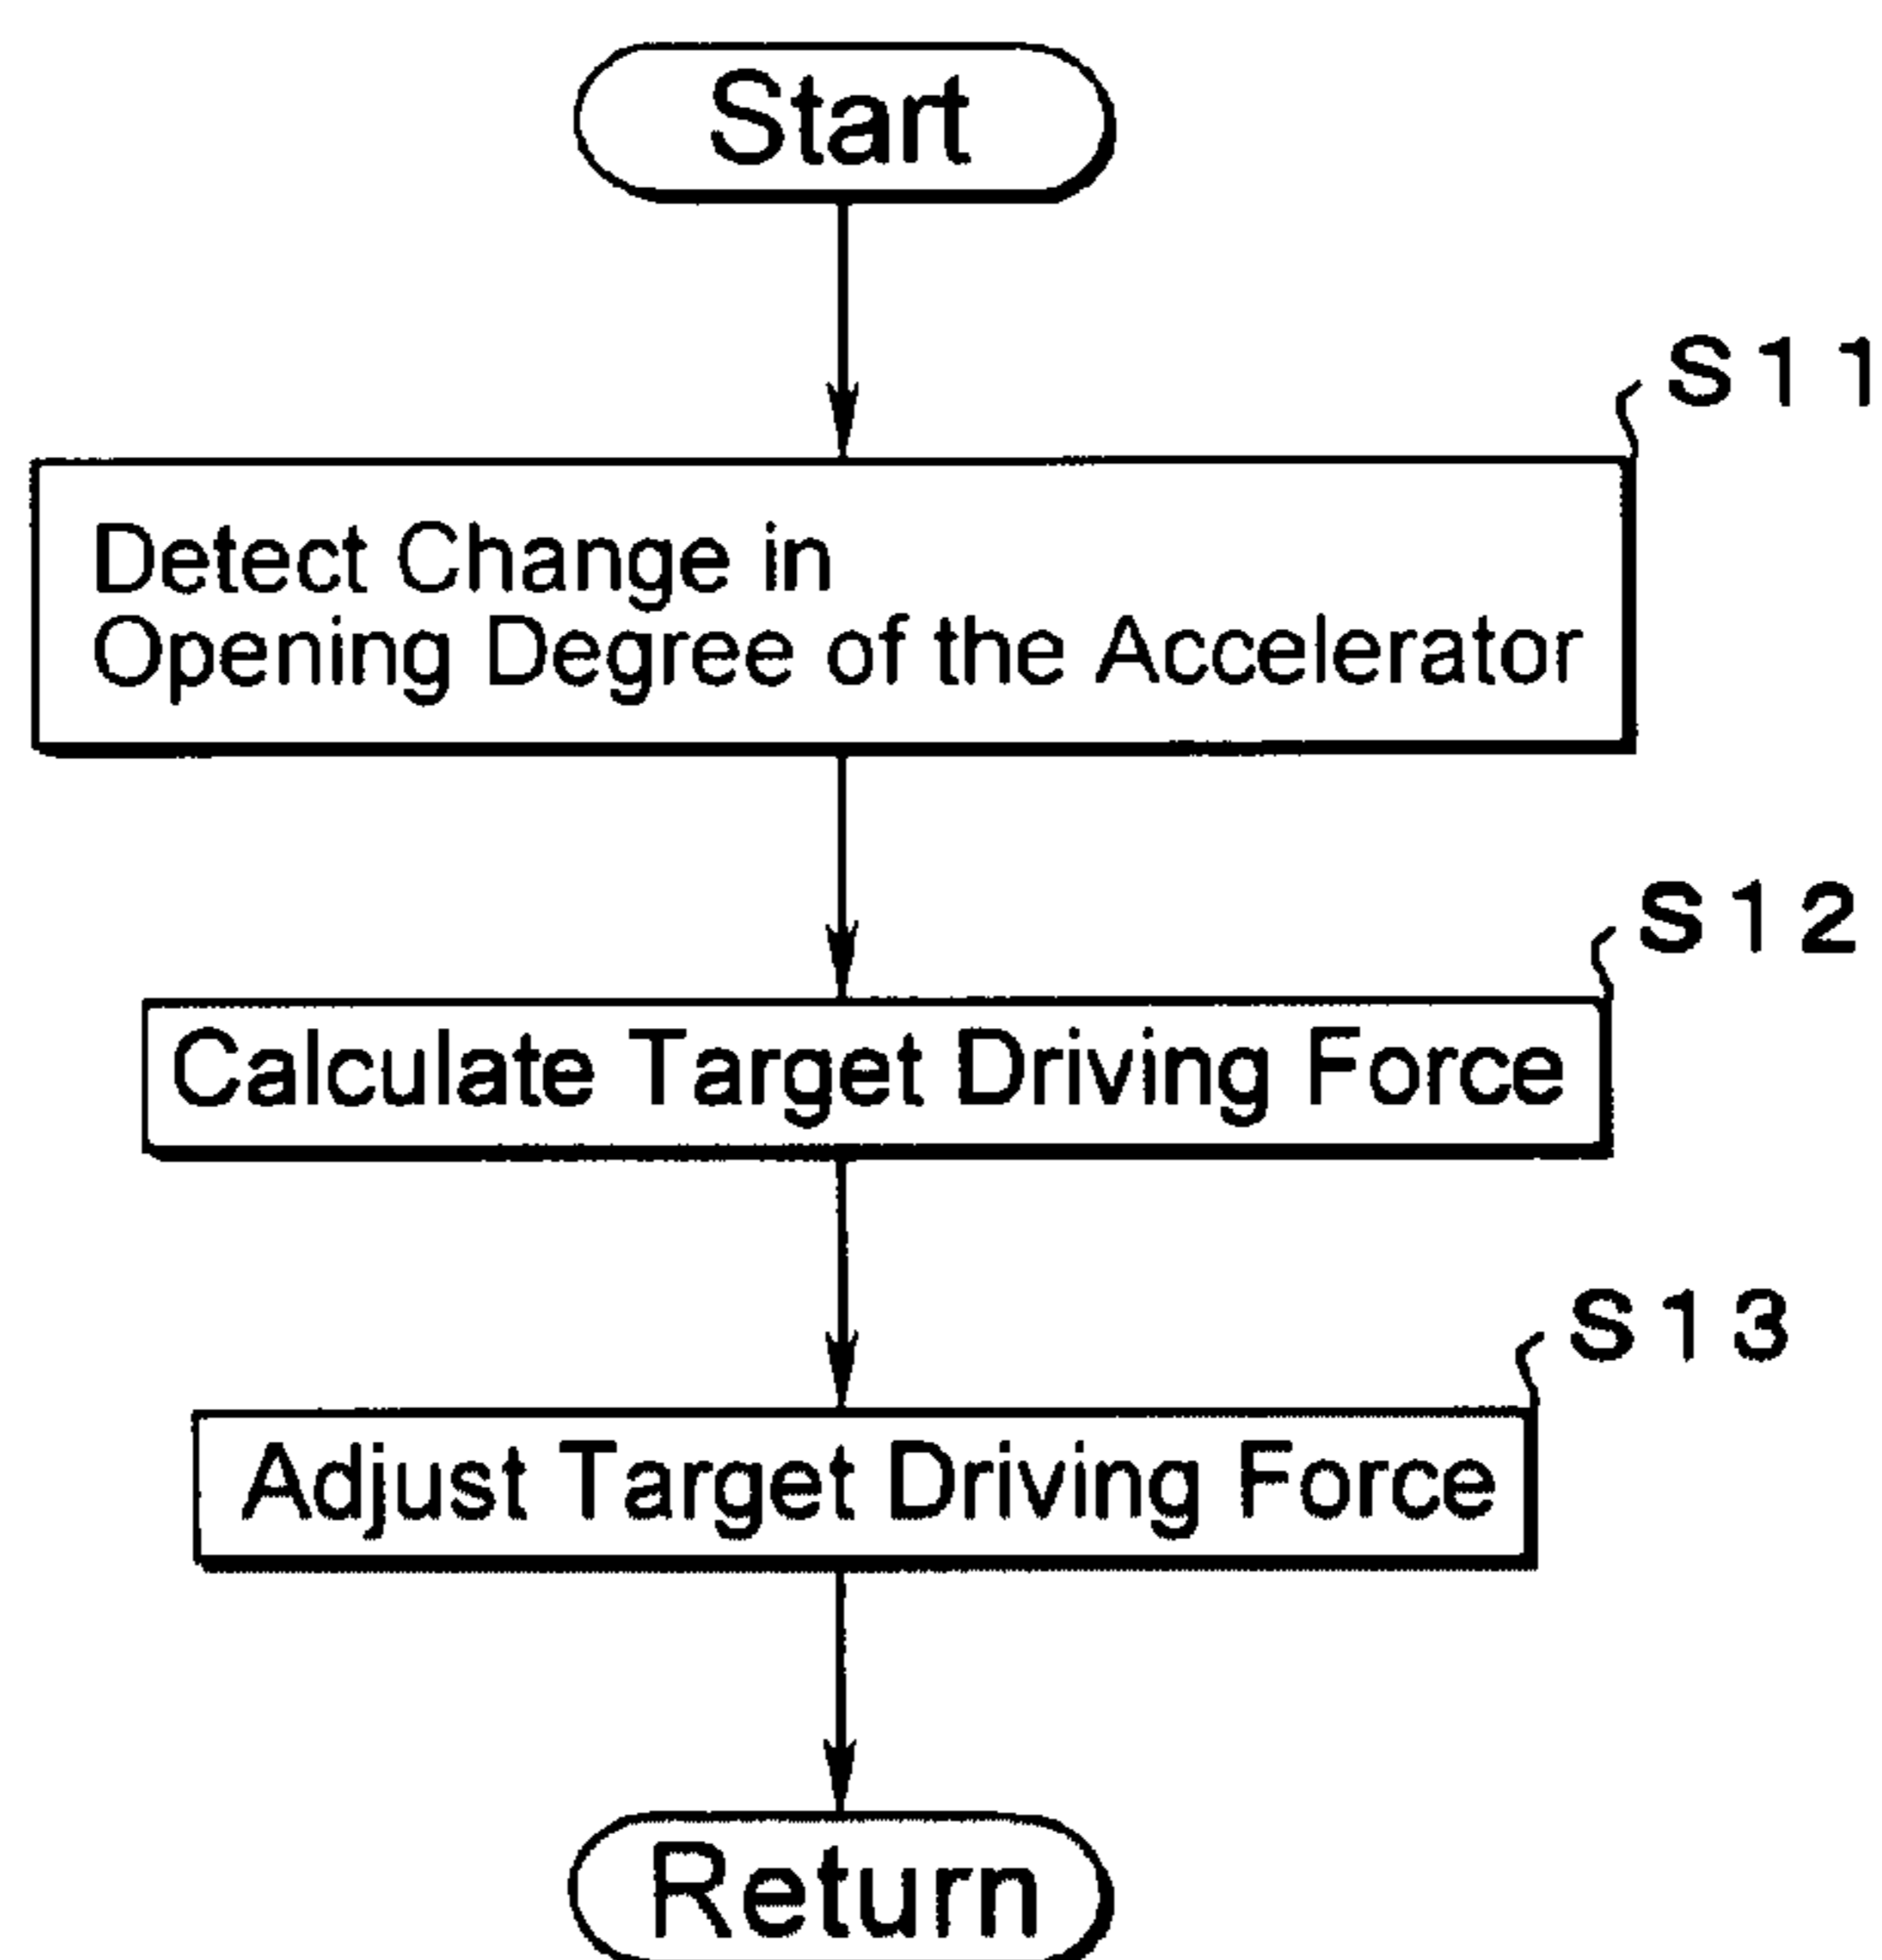 Start
S11
Detect Change in
Opening Degree of the Accelerator
S12
Calculate Target Driving Force
S13
Adjust Target Driving Force
Return